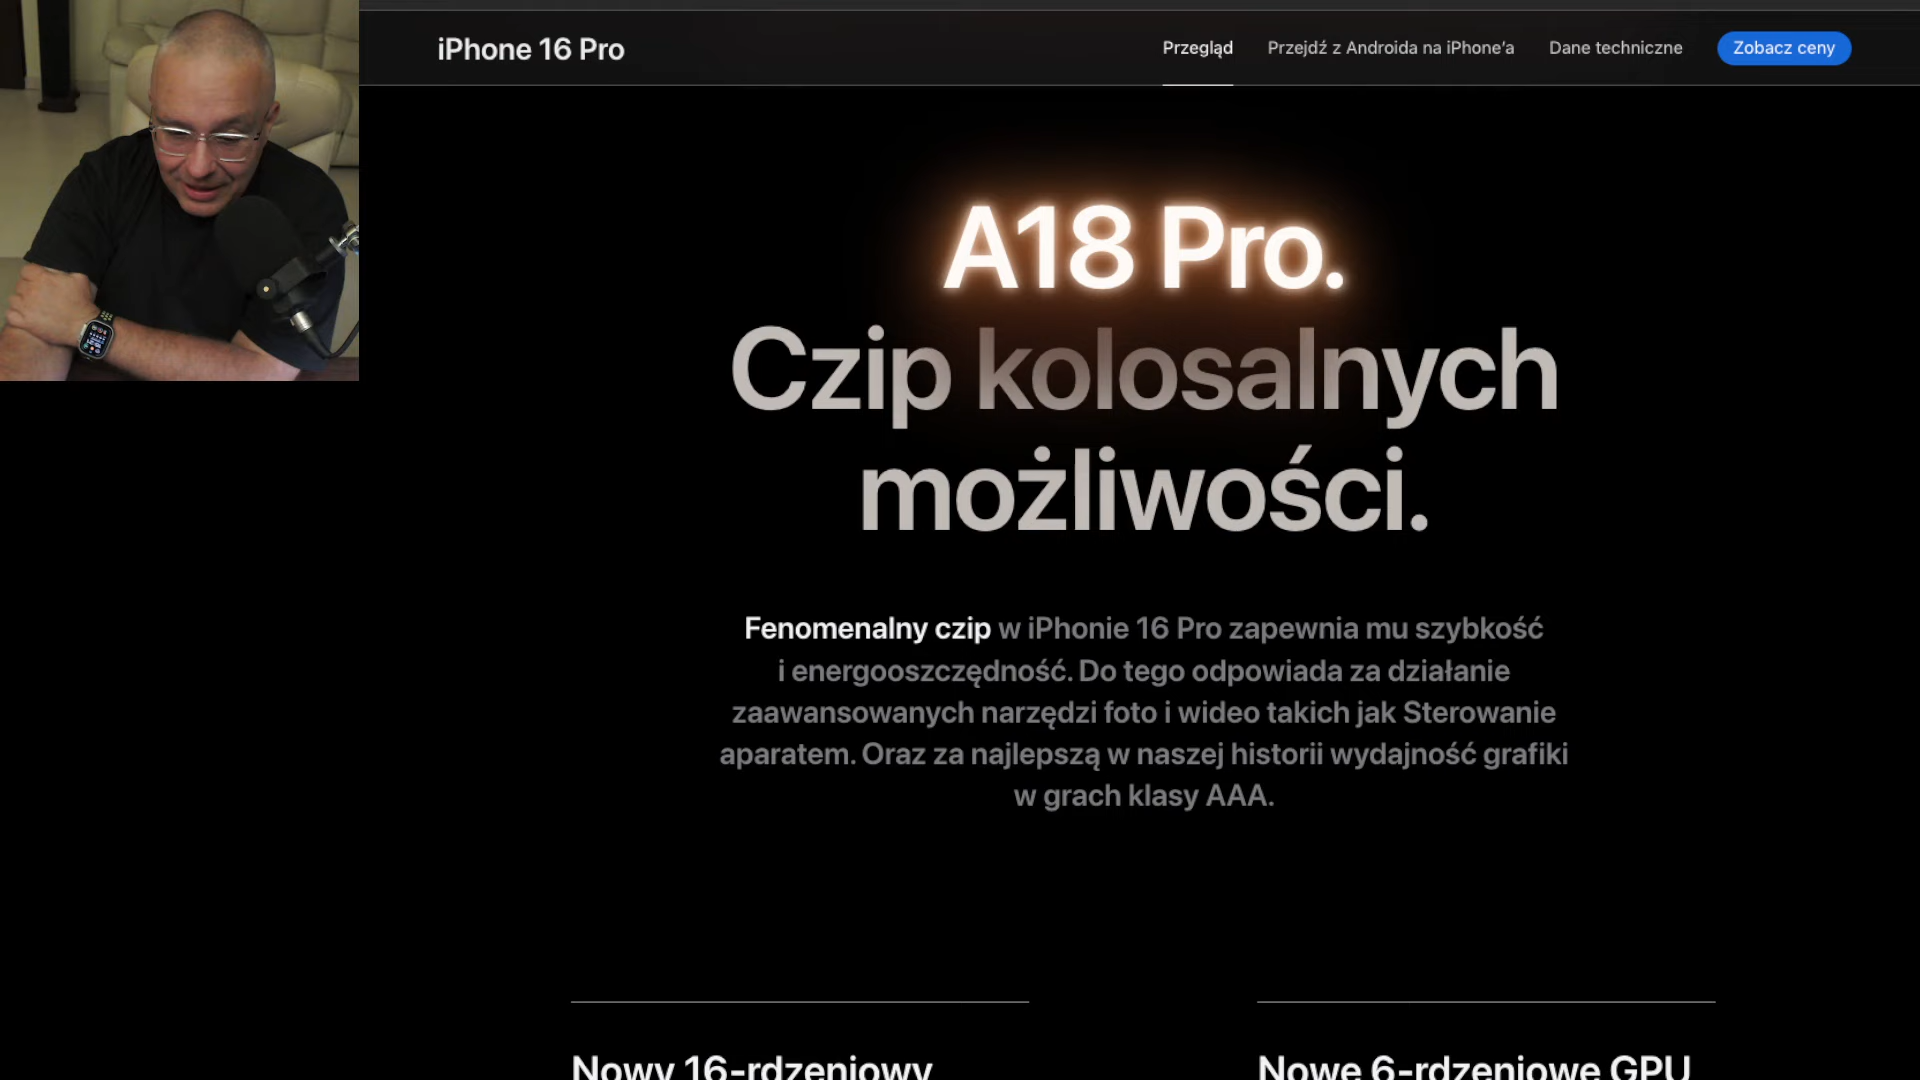 iPhone 16 Pro
Przegląd
Przejdź z Androida na iPhone’a
Dane techniczne
Zobacz ceny
A18 Pro.
Czip kolosalnych
możliwości.
Fenomenalny czip w iPhonie 16 Pro zapewnia mu szybkość
i energooszczędność. Do tego odpowiada za działanie
zaawansowanych narzędzi foto i wideo takich jak Sterowanie
aparatem. Oraz za najlepszą w naszej historii wydajność grafiki
w grach klasy AAA.
Nowy 16-rdzeniowy
Nowe 6-rdzeniowe GPU